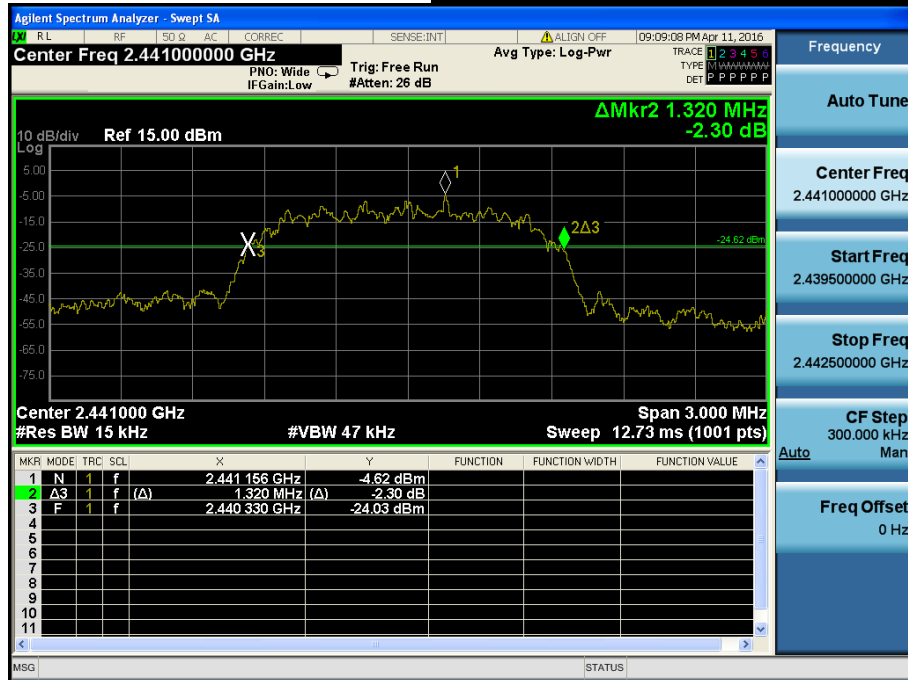 Agilent Spectrum Analyzer - Swept SA
LXI RL RF 50 Ω AC CORREC SENSE:INT ALIGN OFF 09:09:08 PM Apr 11, 2016
Center Freq 2.441000000 GHz
PNO: Wide
IFGain:Low
Trig: Free Run
#Atten: 26 dB
Avg Type: Log-Pwr
TRACE 1 2 3 4 5 6
TYPE M WWWWW
DET P P P P P P
ΔMkr2 1.320 MHz
-2.30 dB
10 dB/div Ref 15.00 dBm
Log
5.00
-5.00
-15.0
-25.0
-35.0
-45.0
-55.0
-65.0
-75.0
1
2Δ3
3
-24.62 dBm
Center 2.441000 GHz Span 3.000 MHz
#Res BW 15 kHz #VBW 47 kHz Sweep 12.73 ms (1001 pts)
MKR MODE TRC SCL X Y FUNCTION FUNCTION WIDTH FUNCTION VALUE
1 N 1 f 2.441 156 GHz -4.62 dBm
2 Δ3 1 f (Δ) 1.320 MHz (Δ) -2.30 dB
3 F 1 f 2.440 330 GHz -24.03 dBm
4
5
6
7
8
9
10
11
MSG STATUS
Frequency
Auto Tune
Center Freq
2.441000000 GHz
Start Freq
2.439500000 GHz
Stop Freq
2.442500000 GHz
CF Step
300.000 kHz
Auto Man
Freq Offset
0 Hz